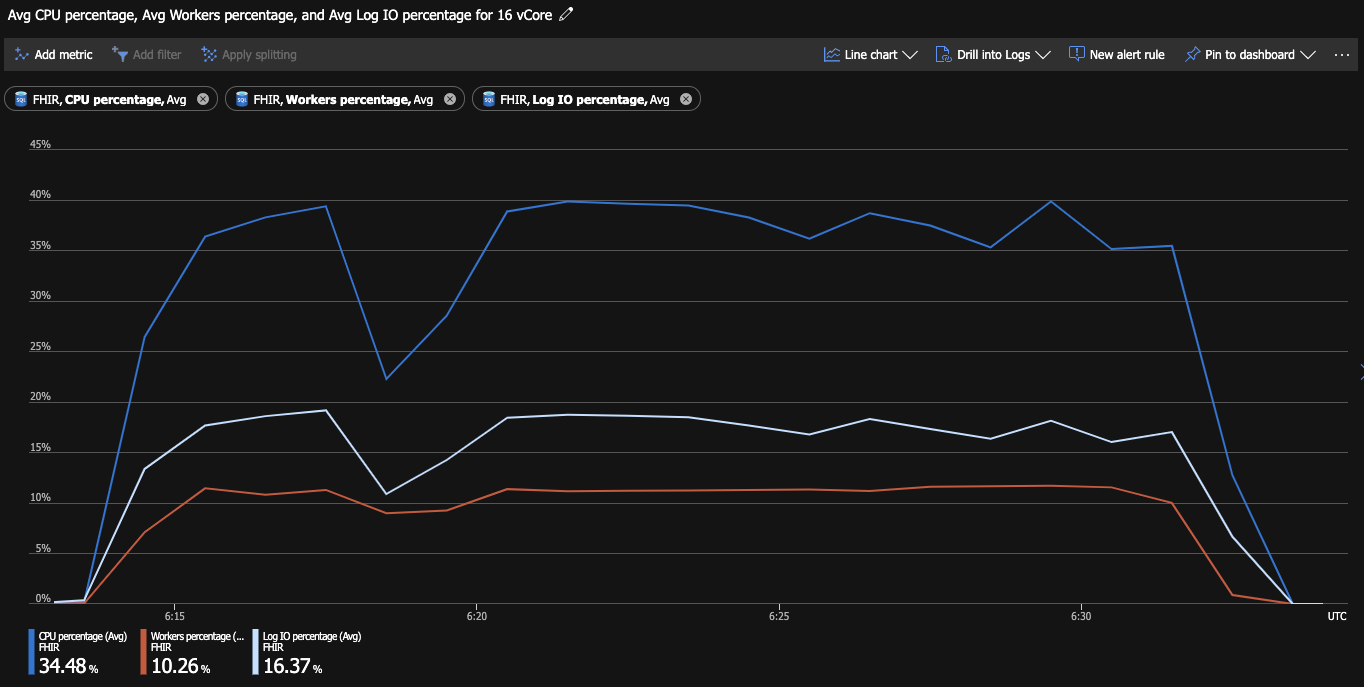 Avg CPU percentage, Avg Workers percentage, and Avg Log IO percentage for 16 vCore
Add metric Add filter Apply splitting Line chart Drill into Logs New alert rule Pin to dashboard ...
FHIR, CPU percentage, Avg FHIR, Workers percentage, Avg FHIR, Log IO percentage, Avg
45%
40%
35%
30%
25%
20%
15%
10%
5%
0%
6:15 6:20 6:25 6:30 UTC
CPU percentage (Avg) Workers percentage (... Log IO percentage (Avg)
FHIR FHIR FHIR
34.48 % 10.26 % 16.37 %